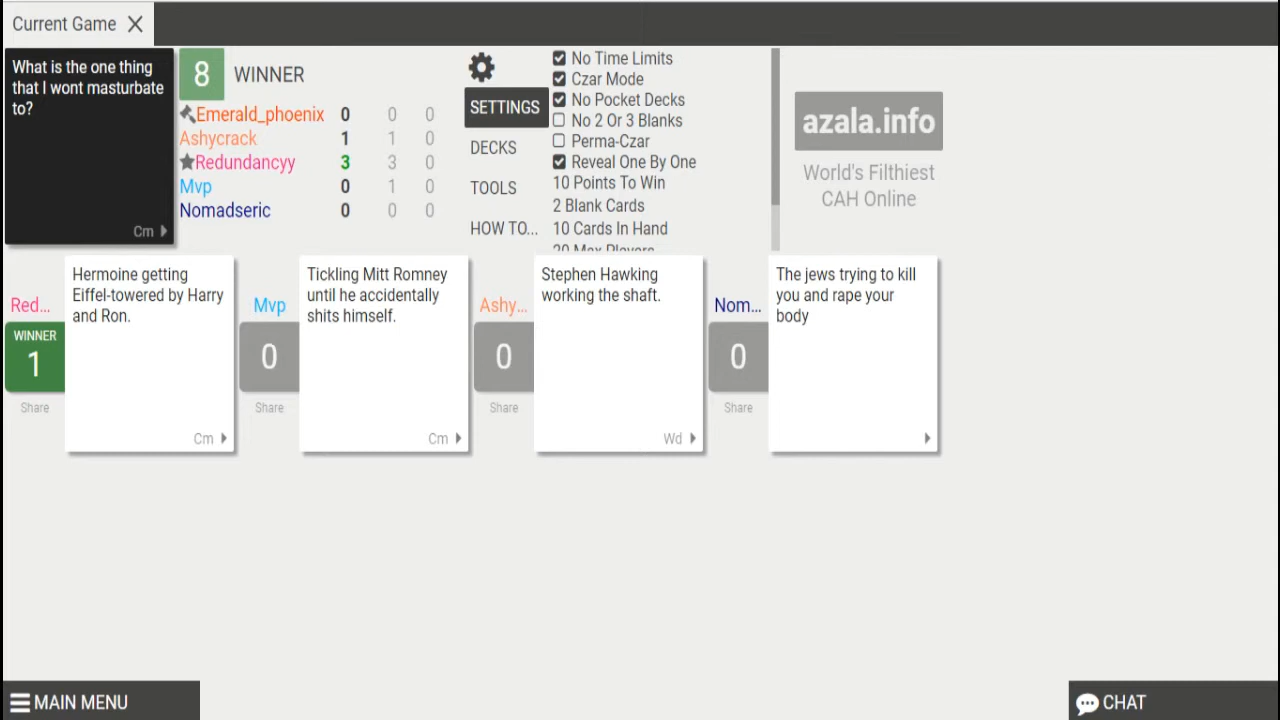 Current Game
What is the one thing
that I wont masturbate
to?
Cm
8 WINNER
Emerald_phoenix 0 0 0
Ashycrack 1 1 0
Redundancyy 3 3 0
Mvp 0 1 0
Nomadseric 0 0 0
SETTINGS
DECKS
TOOLS
HOW TO...
No Time Limits
Czar Mode
No Pocket Decks
No 2 Or 3 Blanks
Perma-Czar
Reveal One By One
10 Points To Win
2 Blank Cards
10 Cards In Hand
20 Max Players
azala.info
World's Filthiest
CAH Online
Red...
WINNER
1
Share
Hermoine getting
Eiffel-towered by Harry
and Ron.
Cm
Mvp
0
Share
Tickling Mitt Romney
until he accidentally
shits himself.
Cm
Ashy...
0
Share
Stephen Hawking
working the shaft.
Wd
Nom...
0
Share
The jews trying to kill
you and rape your
body
MAIN MENU
CHAT